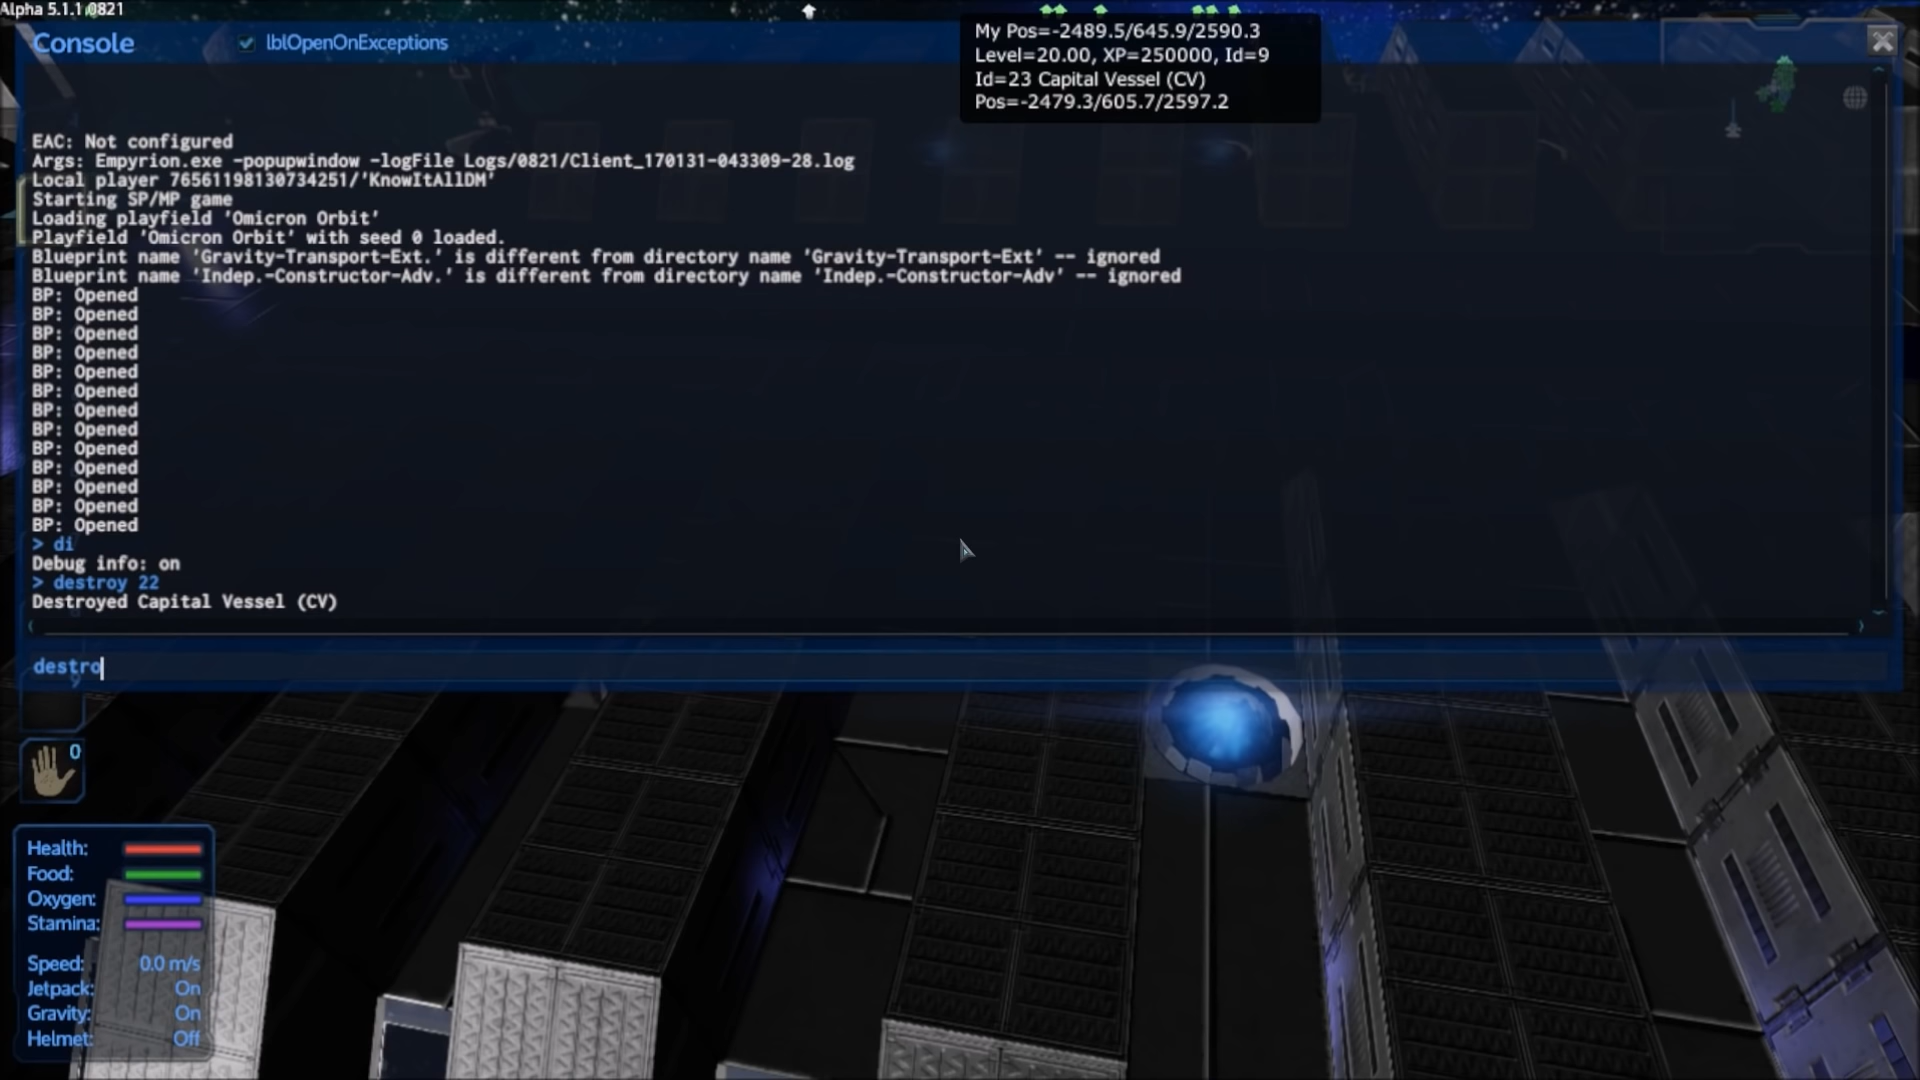 Alpha 5.1.1 0821
Console
lblOpenOnExceptions
My Pos=-2489.5/645.9/2590.3
Level=20.00, XP=250000, Id=9
Id=23 Capital Vessel (CV)
Pos=-2479.3/605.7/2597.2
EAC: Not configured
Args: Empyrion.exe -popupwindow -logFile Logs/0821/Client_170131-043309-28.log
Local player 76561198130734251/'KnowItAllDM'
Starting SP/MP game
Loading playfield 'Omicron Orbit'
Playfield 'Omicron Orbit' with seed 0 loaded.
Blueprint name 'Gravity-Transport-Ext.' is different from directory name 'Gravity-Transport-Ext' -- ignored
Blueprint name 'Indep.-Constructor-Adv.' is different from directory name 'Indep.-Constructor-Adv' -- ignored
BP: Opened
BP: Opened
BP: Opened
BP: Opened
BP: Opened
BP: Opened
BP: Opened
BP: Opened
BP: Opened
BP: Opened
BP: Opened
BP: Opened
BP: Opened
> di
Debug info: on
> destroy 22
Destroyed Capital Vessel (CV)
destro
0
Health:
Food:
Oxygen:
Stamina:
Speed: 0.0 m/s
Jetpack: On
Gravity: On
Helmet: Off